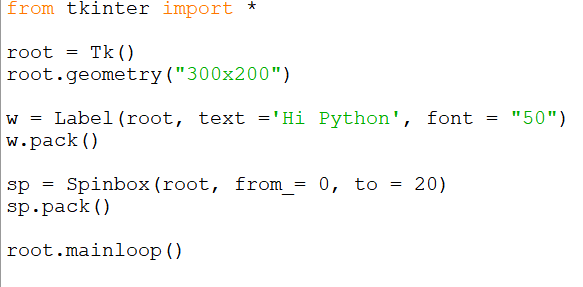 from tkinter import *
root = Tk()
root.geometry("300x200")
w = Label(root, text ='Hi Python', font = "50")
w.pack()
sp = Spinbox(root, from_= 0, to = 20)
sp.pack()
root.mainloop()